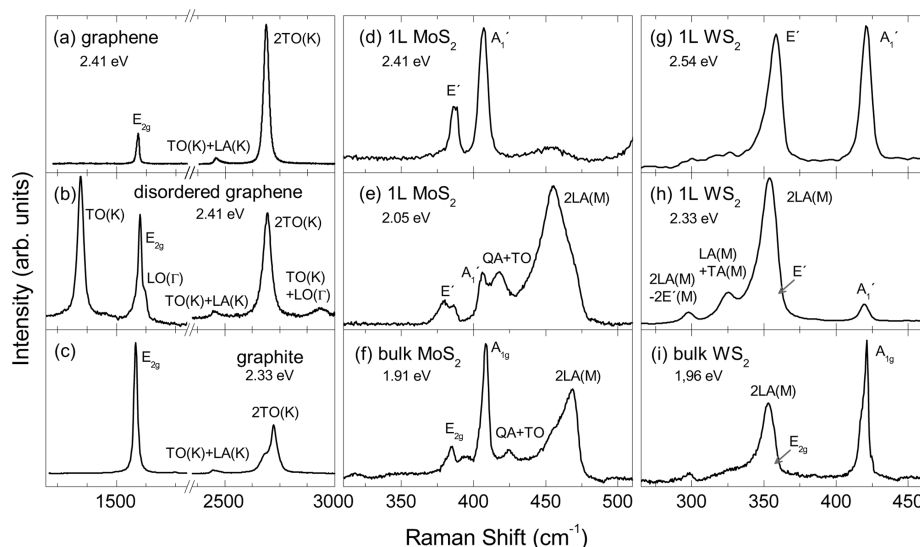 (a) graphene
2.41 eV
E2g
TO(K)+LA(K)
2TO(K)
(b) disordered graphene
2.41 eV
TO(K)
E2g
LO(Γ)
TO(K)+LA(K)
2TO(K)
TO(K)
+LO(Γ)
(c) graphite
2.33 eV
E2g
TO(K)+LA(K)
2TO(K)
1500 2500 3000
(d) 1L MoS2
2.41 eV
E´
A1´
(e) 1L MoS2
2.05 eV
E´
A1´
QA+TO
2LA(M)
(f) bulk MoS2
1.91 eV
E2g
A1g
QA+TO
2LA(M)
350 400 450 500
(g) 1L WS2
2.54 eV
E´
A1´
(h) 1L WS2
2.33 eV
2LA(M)
-2E´(M)
LA(M)
+TA(M)
2LA(M)
E´
A1´
(i) bulk WS2
1,96 eV
2LA(M)
E2g
A1g
300 350 400 450
Intensity (arb. units)
Raman Shift (cm-1)